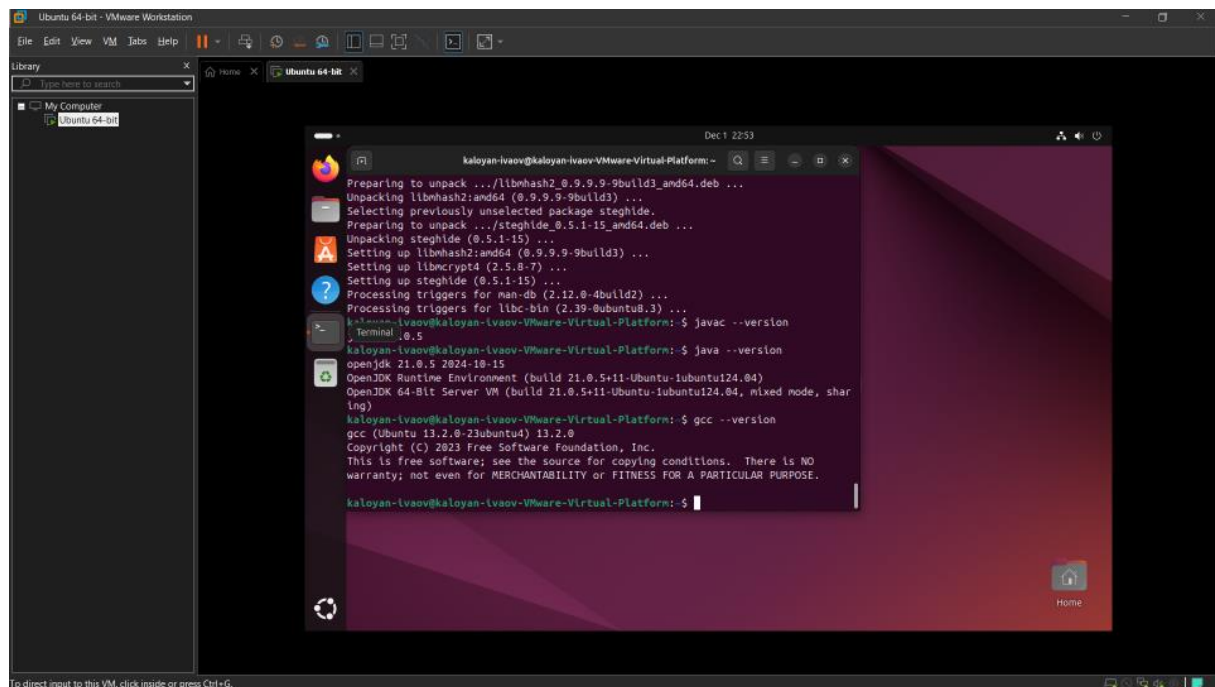 Ubuntu 64-bit - VMware Workstation
File Edit View VM Tabs Help
Library
Type here to search
My Computer
Ubuntu 64-bit
Home
Ubuntu 64-bit
Dec 1 22:53
kaloyan-ivaov@kaloyan-ivaov-VMware-Virtual-Platform: ~
Preparing to unpack .../libmhash2_0.9.9.9-9build3_amd64.deb ...
Unpacking libmhash2:amd64 (0.9.9.9-9build3) ...
Selecting previously unselected package steghide.
Preparing to unpack .../steghide_0.5.1-15_amd64.deb ...
Unpacking steghide (0.5.1-15) ...
Setting up libmhash2:amd64 (0.9.9.9-9build3) ...
Setting up libmcrypt4 (2.5.8-7) ...
Setting up steghide (0.5.1-15) ...
Processing triggers for man-db (2.12.0-4build2) ...
Processing triggers for libc-bin (2.39-0ubuntu8.3) ...
kaloyan-ivaov@kaloyan-ivaov-VMware-Virtual-Platform:~$ javac --version
Terminal
.0.5
kaloyan-ivaov@kaloyan-ivaov-VMware-Virtual-Platform:~$ java --version
openjdk 21.0.5 2024-10-15
OpenJDK Runtime Environment (build 21.0.5+11-Ubuntu-1ubuntu124.04)
OpenJDK 64-Bit Server VM (build 21.0.5+11-Ubuntu-1ubuntu124.04, mixed mode, shar
ing)
kaloyan-ivaov@kaloyan-ivaov-VMware-Virtual-Platform:~$ gcc --version
gcc (Ubuntu 13.2.0-23ubuntu4) 13.2.0
Copyright (C) 2023 Free Software Foundation, Inc.
This is free software; see the source for copying conditions.  There is NO
warranty; not even for MERCHANTABILITY or FITNESS FOR A PARTICULAR PURPOSE.
kaloyan-ivaov@kaloyan-ivaov-VMware-Virtual-Platform:~$
Home
To direct input to this VM, click inside or press Ctrl+G.